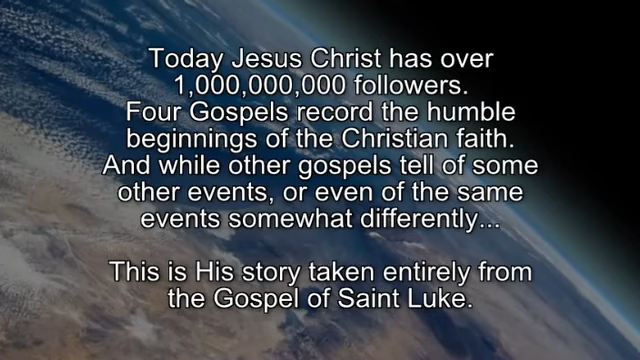 Today Jesus Christ has over
1,000,000,000 followers.
Four Gospels record the humble
beginnings of the Christian faith.
And while other gospels tell of some
other events, or even of the same
events somewhat differently...
This is His story taken entirely from
the Gospel of Saint Luke.